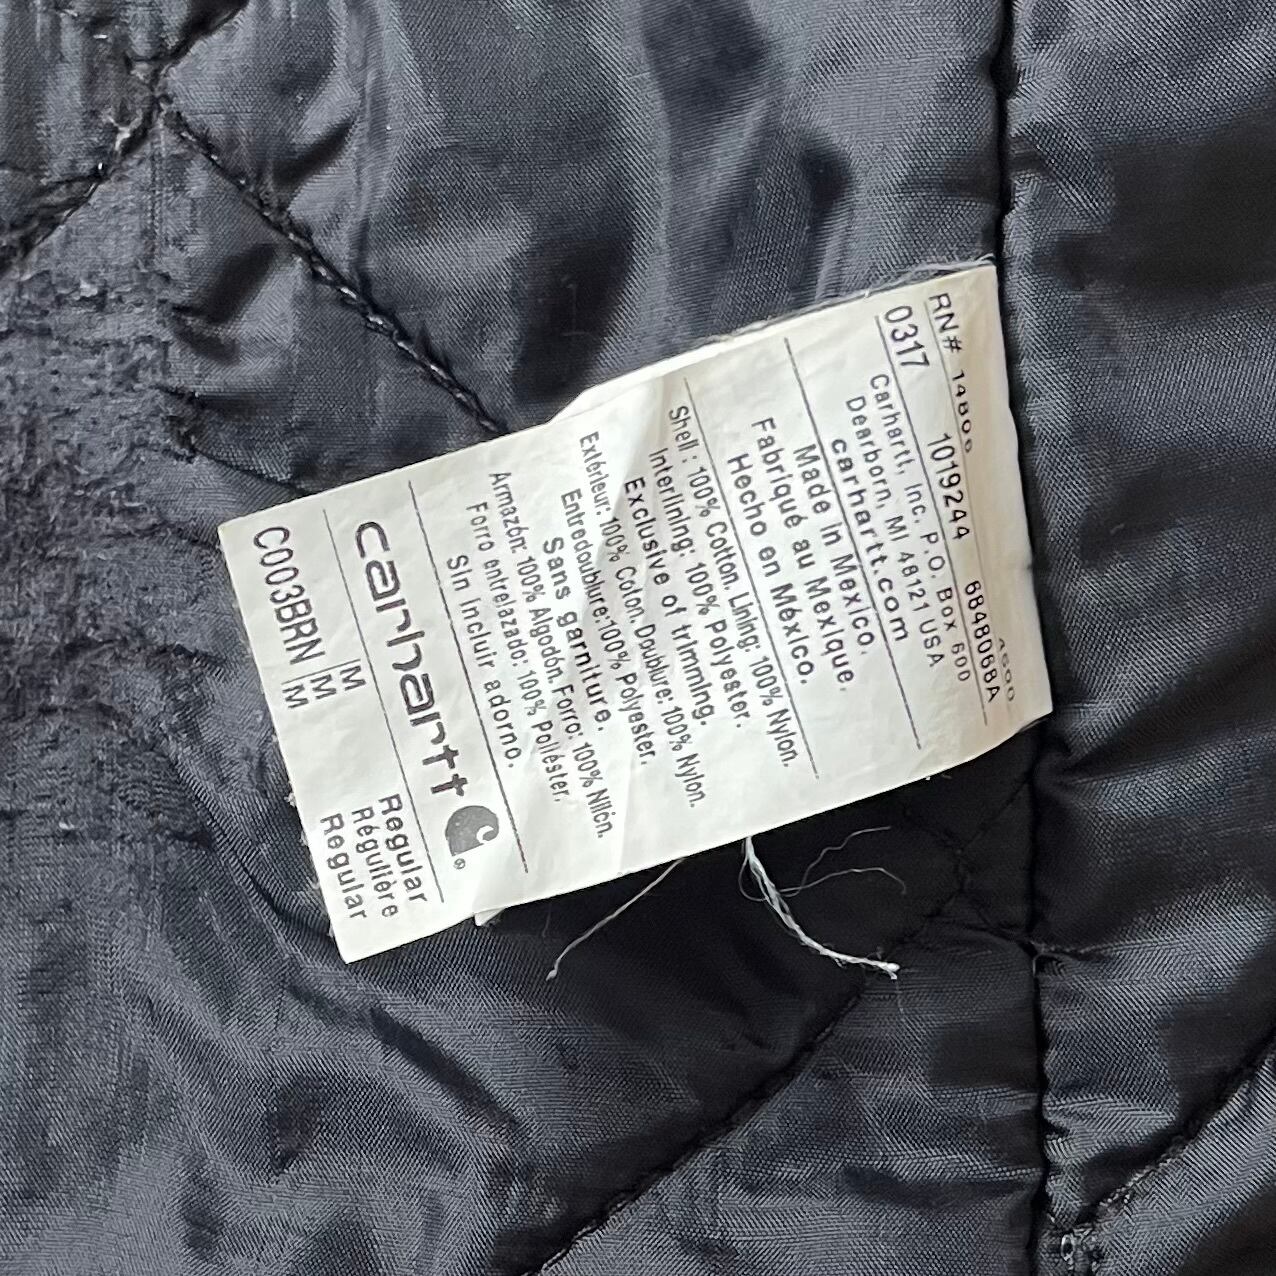 C003BRN M Regular
M Régulière
M Regular
carhartt
Armazón: 100% Algodón. Forro: 100% Nilón.
Forro entrelazado: 100% Poliéster.
Sin Incluir adorno.
Extérieur: 100% Coton. Doublure: 100% Nylon.
Entredoublure:100% Polyester.
Sans garniture.
Shell : 100% Cotton. Lining: 100% Nylon.
Interlining: 100% Polyester.
Exclusive of trimming.
Made in Mexico.
Fabriqué au Mexique.
Hecho en México.
0317
Carhartt, Inc. P.O. Box 600
Dearborn, MI 48121 USA
carhartt.com
RN# 14806 1019244 6848068A
4600